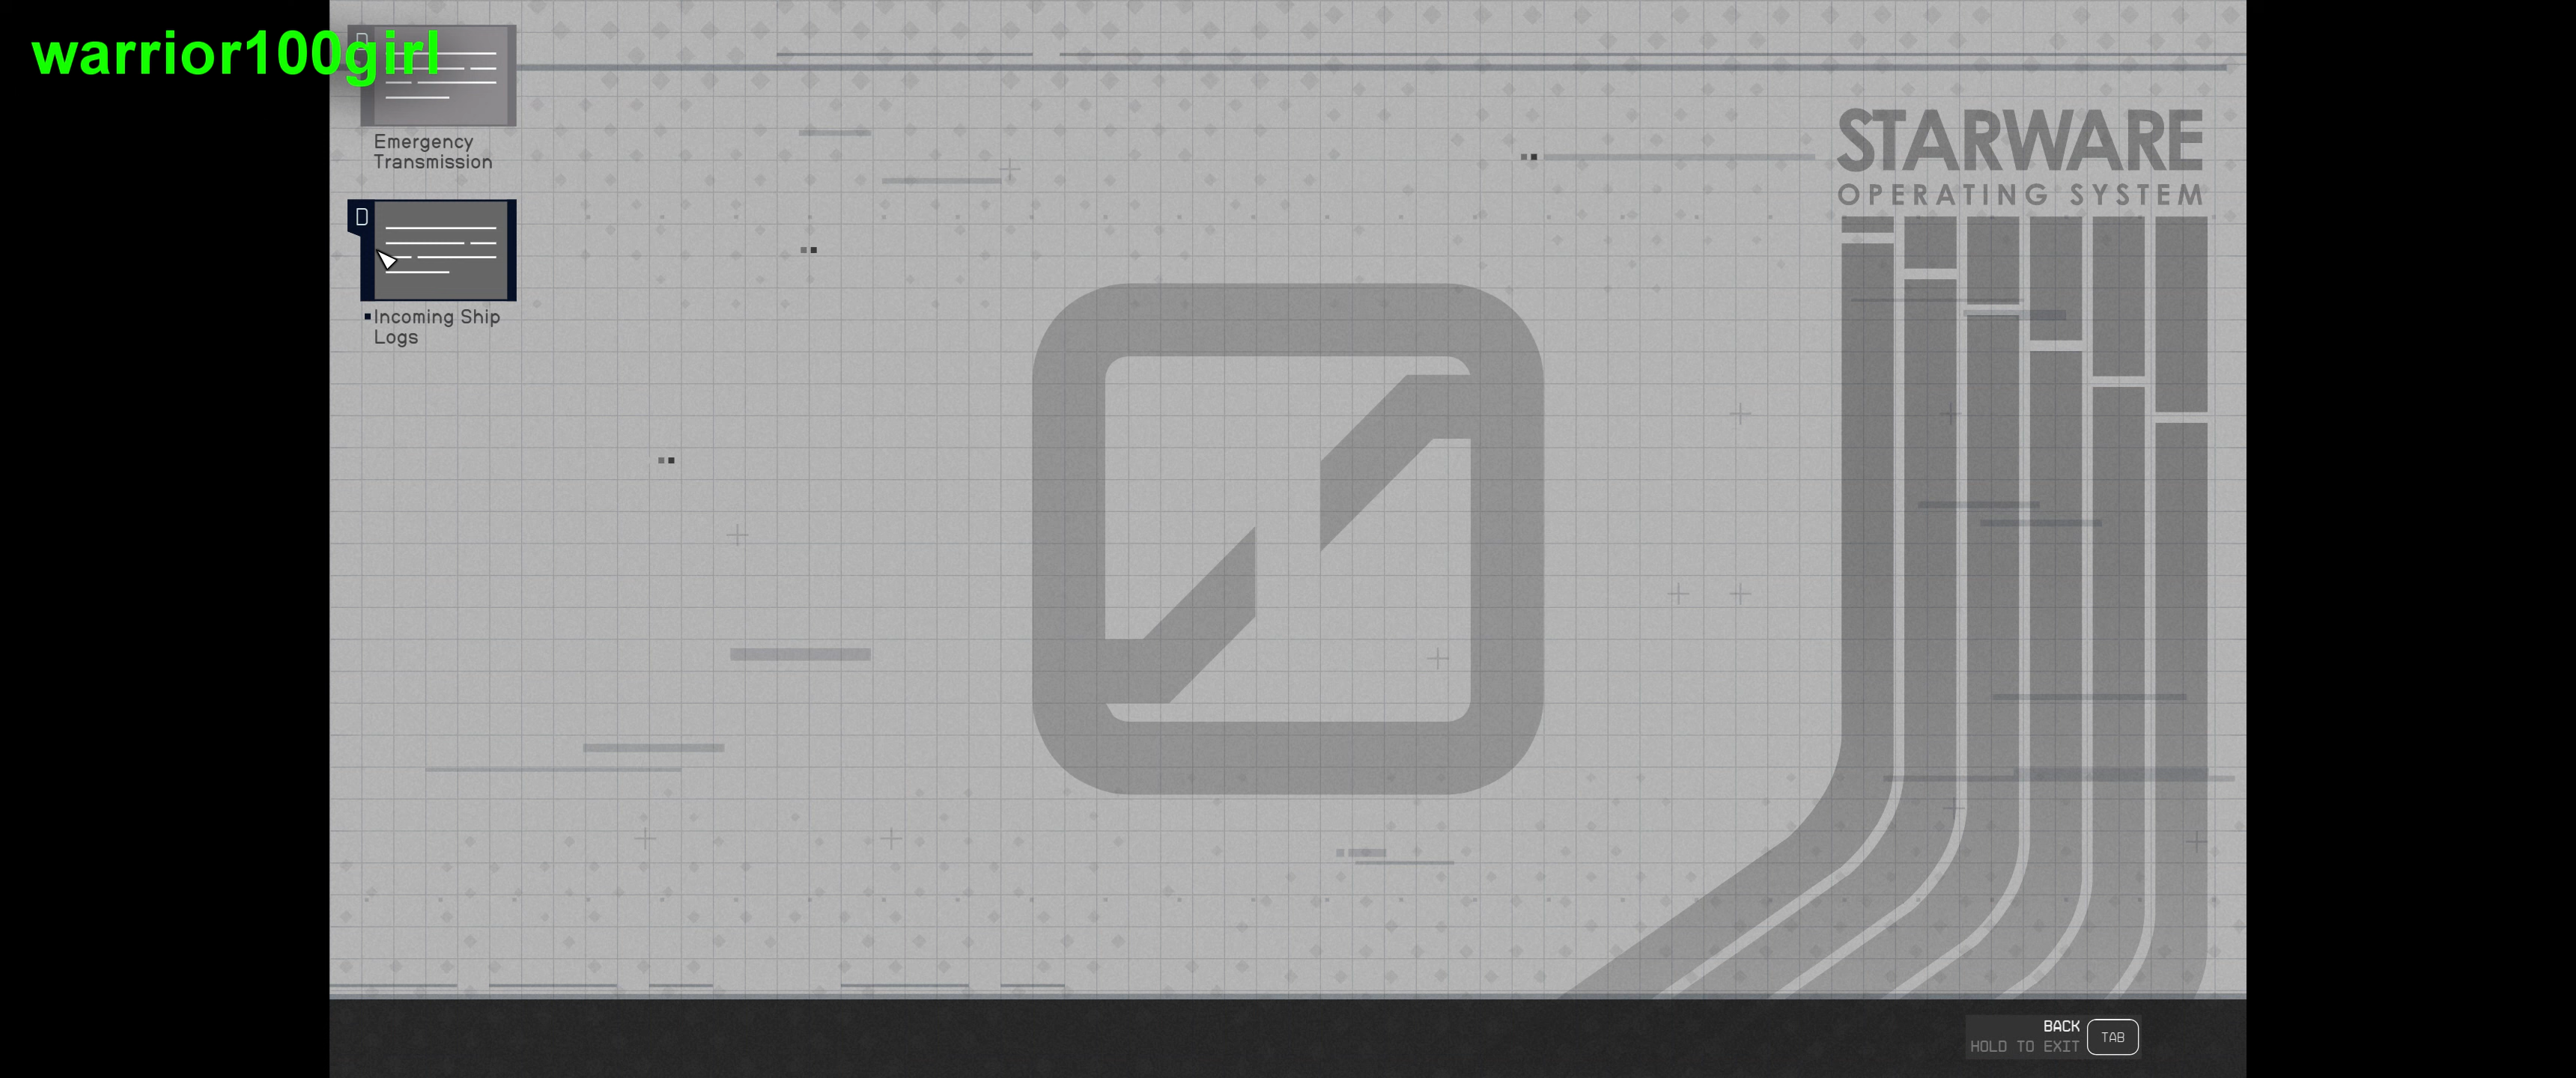 warrior100girl
Emergency
Transmission
D
Incoming Ship
Logs
STARWARE
OPERATING SYSTEM
BACK
HOLD TO EXIT
TAB